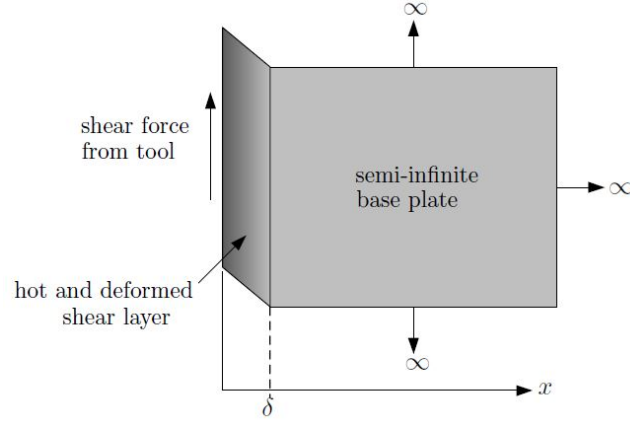 ∞
shear force
from tool
semi-infinite
base plate
∞
hot and deformed
shear layer
∞
x
δ